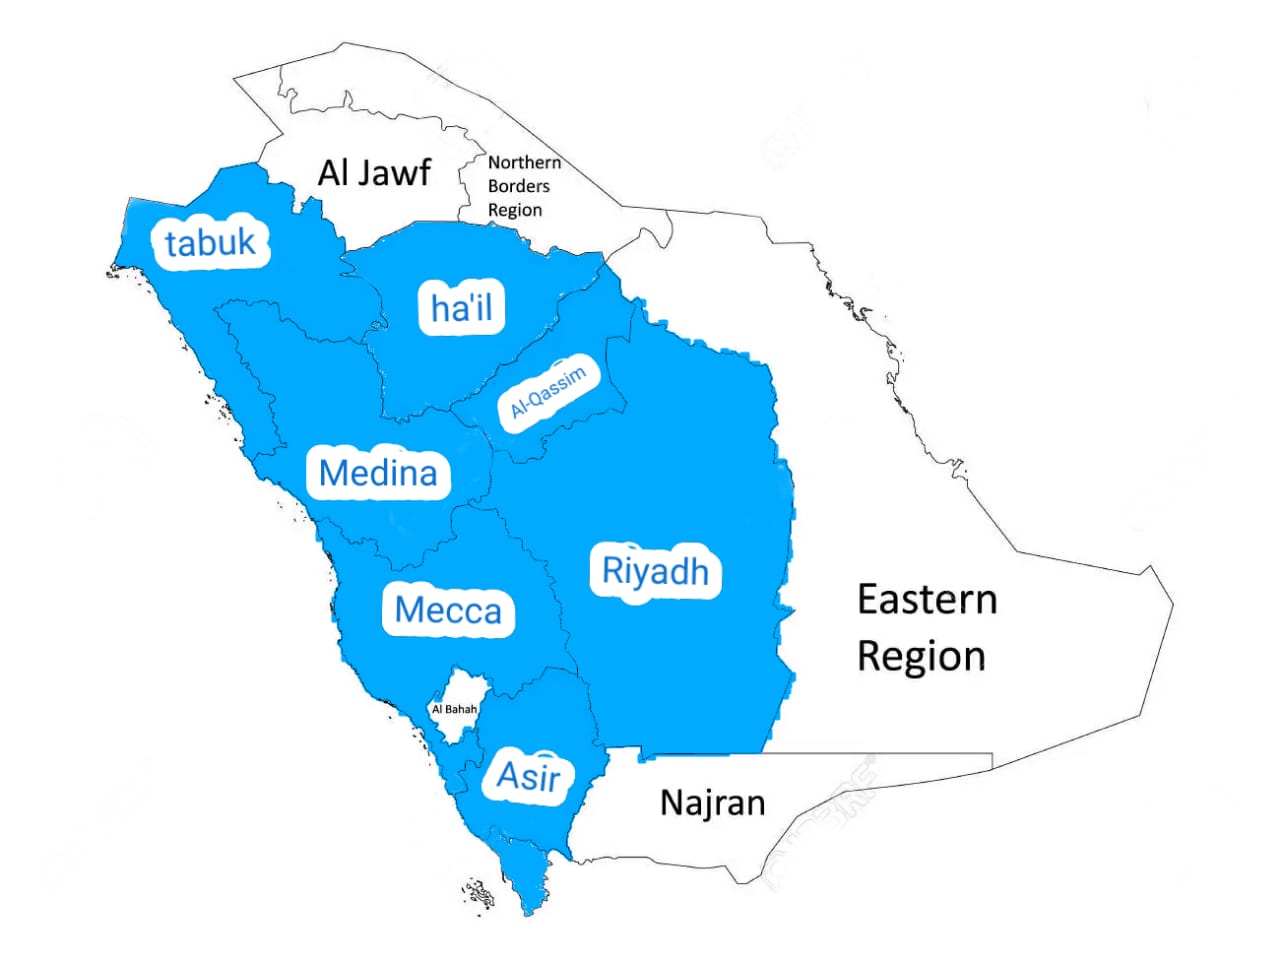 Al Jawf
Northern
Borders
Region
tabuk
ha'il
Al-Qassim
Medina
Riyadh
Mecca
Eastern
Region
Al Bahah
Asir
Najran